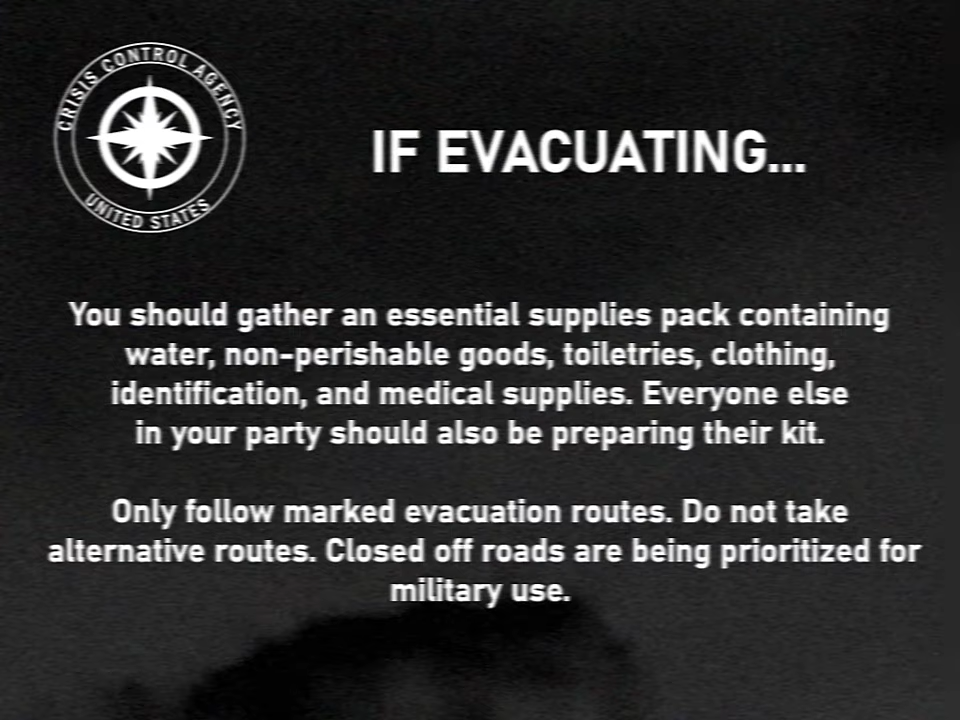 CRISIS CONTROL AGENCY
UNITED STATES
IF EVACUATING...
You should gather an essential supplies pack containing
water, non-perishable goods, toiletries, clothing,
identification, and medical supplies. Everyone else
in your party should also be preparing their kit.
Only follow marked evacuation routes. Do not take
alternative routes. Closed off roads are being prioritized for
military use.